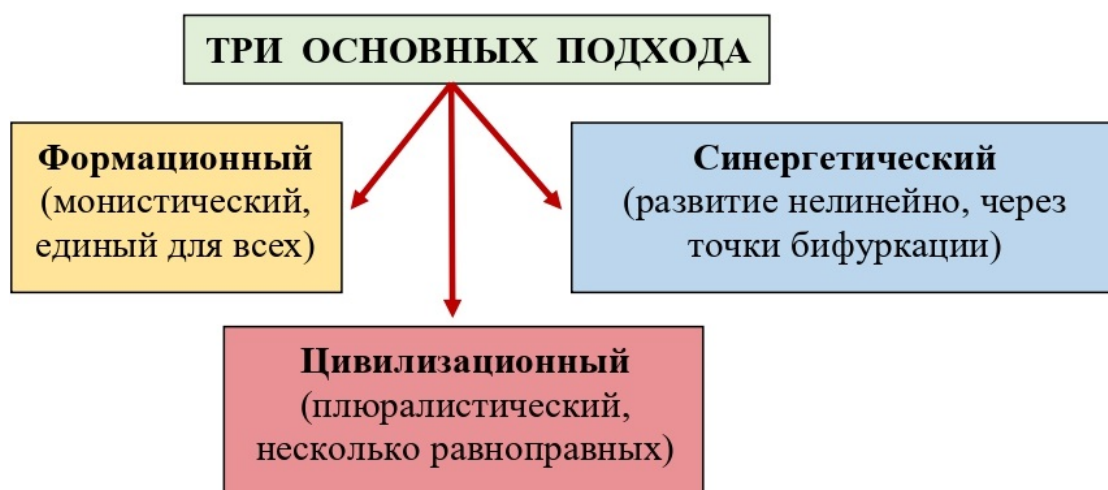 ТРИ ОСНОВНЫХ ПОДХОДА
Формационный
(монистический,
единый для всех)
Синергетический
(развитие нелинейно, через
точки бифуркации)
Цивилизационный
(плюралистический,
несколько равноправных)